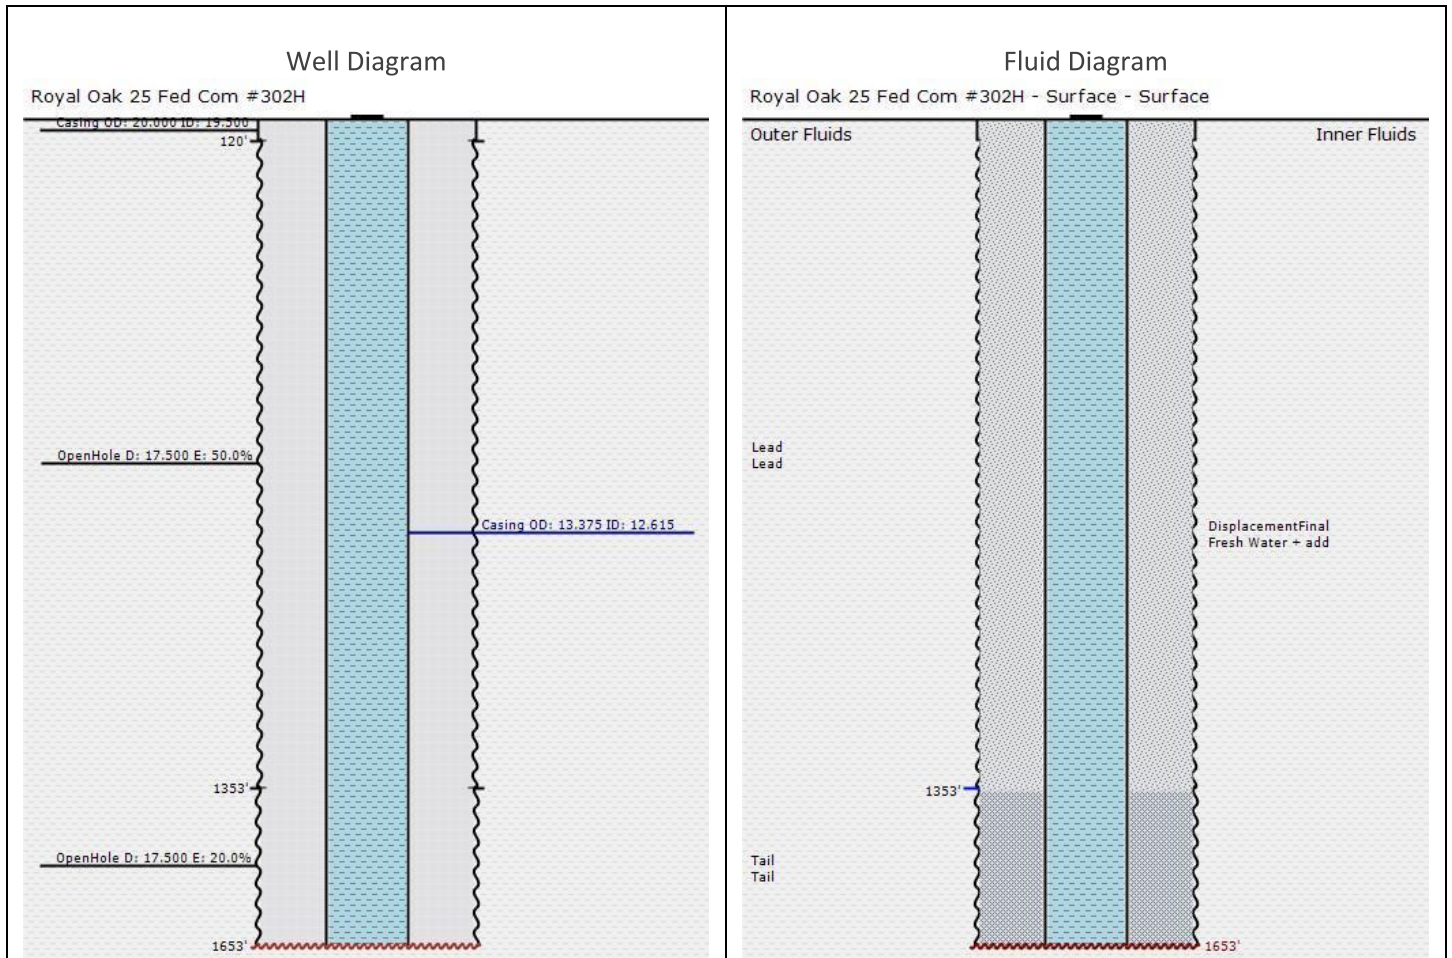 Well Diagram
Royal Oak 25 Fed Com #302H
Casing OD: 20.000 ID: 19.500
120'
OpenHole D: 17.500 E: 50.0%
Casing OD: 13.375 ID: 12.615
1353'
OpenHole D: 17.500 E: 20.0%
1653'
Fluid Diagram
Royal Oak 25 Fed Com #302H - Surface - Surface
Outer Fluids
Inner Fluids
Lead
Lead
DisplacementFinal
Fresh Water + add
1353'
Tail
Tail
1653'